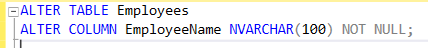 ALTER TABLE Employees
ALTER COLUMN EmployeeName NVARCHAR(100) NOT NULL;